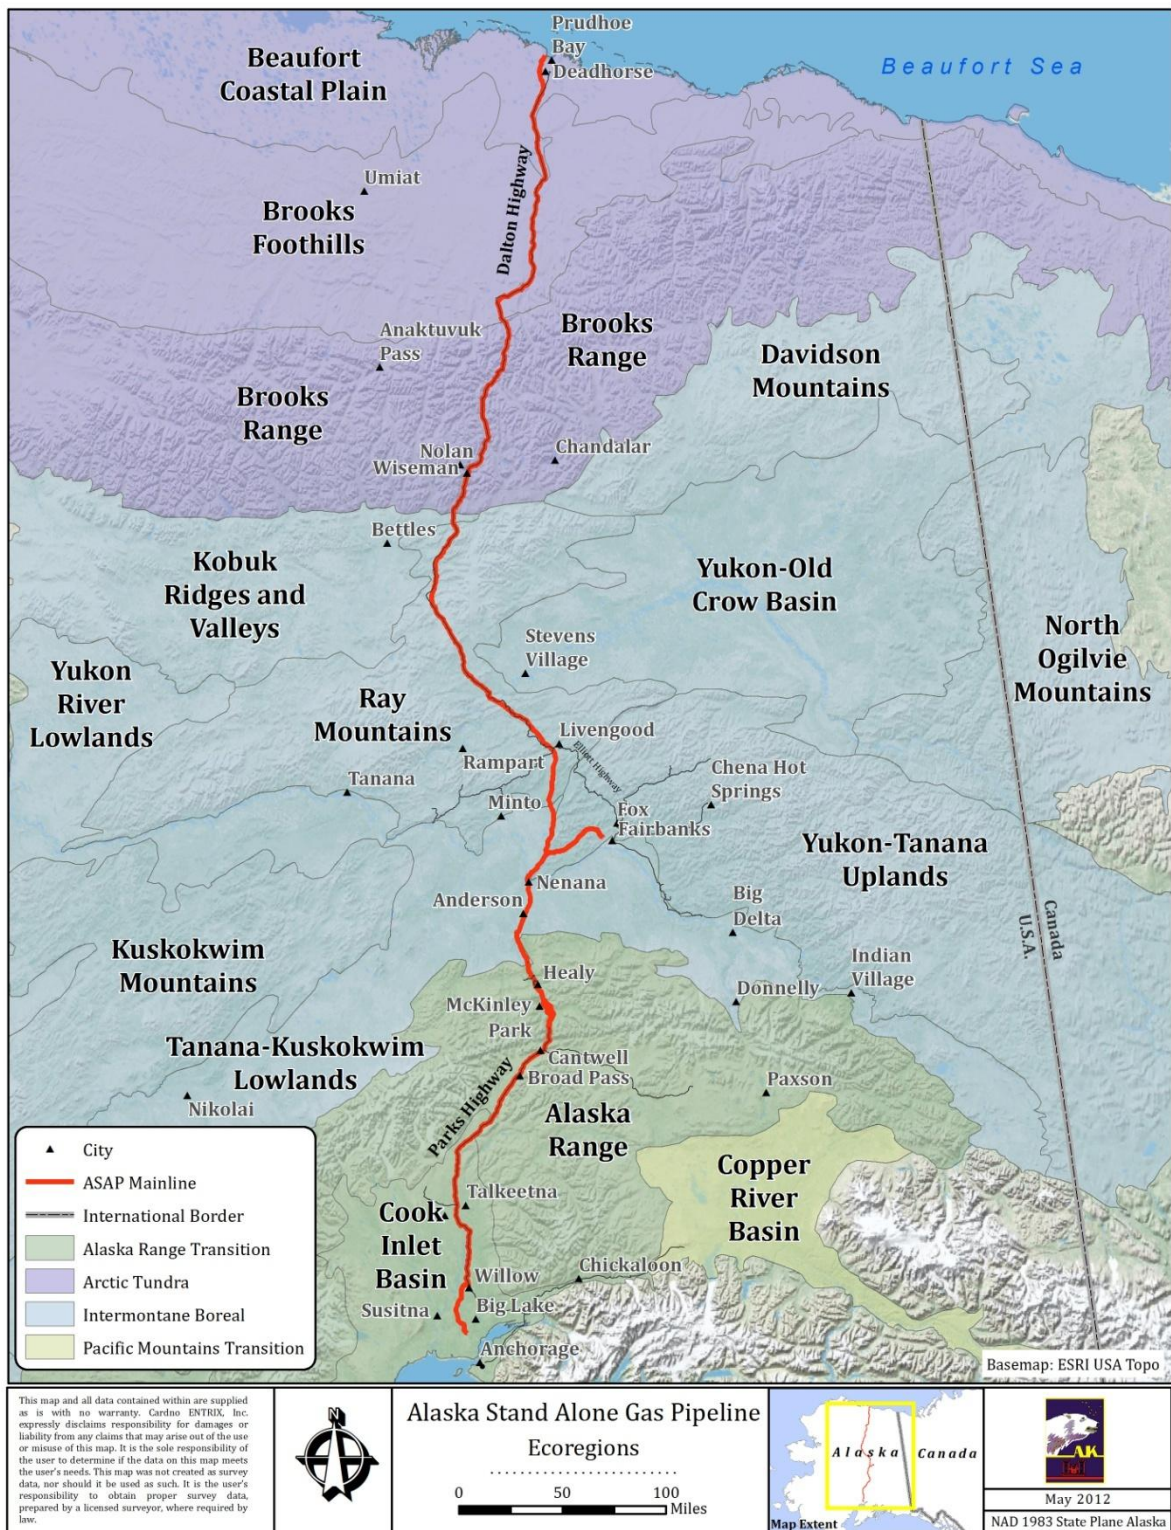 Prudhoe
Bay
Deadhorse
Beaufort
Coastal Plain
Beaufort Sea
Umiat
Brooks
Foothills
Dalton Highway
Anaktuvuk
Pass
Brooks
Range
Davidson
Mountains
Brooks
Range
Nolan
Wiseman
Chandalar
Bettles
Kobuk
Ridges and
Valleys
Yukon-Old
Crow Basin
North
Ogilvie
Mountains
Stevens
Village
Yukon
River
Lowlands
Ray
Mountains
Livengood
Rampart
Elliott Highway
Tanana
Minto
Chena Hot
Springs
Fox
Fairbanks
Yukon-Tanana
Uplands
Nenana
Anderson
Big
Delta
Canada
U.S.A.
Kuskokwim
Mountains
Indian
Village
Healy
Donnelly
McKinley
Park
Tanana-Kuskokwim
Lowlands
Cantwell
Broad Pass
Parks Highway
Paxson
Nikolai
Alaska
Range
Copper
River
Basin
Talkeetna
Cook
Inlet
Basin
Chickaloon
Willow
Susitna
Big Lake
Anchorage
City
ASAP Mainline
International Border
Alaska Range Transition
Arctic Tundra
Intermontane Boreal
Pacific Mountains Transition
Basemap: ESRI USA Topo
This map and all data contained within are supplied
as is with no warranty. Cardno ENTRIX, Inc.
expressly disclaims responsibility for damages or
liability from any claims that may arise out of the use
or misuse of this map. It is the sole responsibility of
the user to determine if the data on this map meets
the user's needs. This map was not created as survey
data, nor should it be used as such. It is the user's
responsibility to obtain proper survey data,
prepared by a licensed surveyor, where required by
law.
N
Alaska Stand Alone Gas Pipeline
Ecoregions
0 50 100
Miles
Alaska
Canada
Map Extent
AK
May 2012
NAD 1983 State Plane Alaska